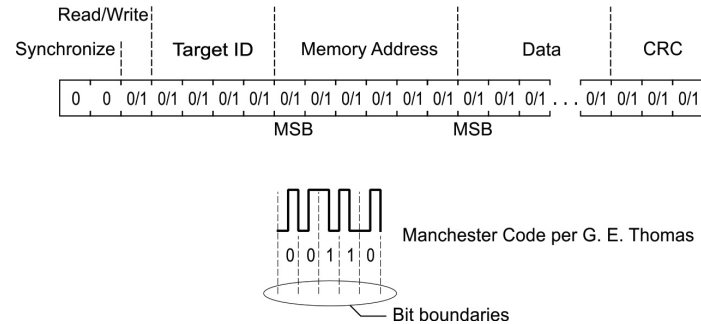 Read/Write
Synchronize Target ID Memory Address Data CRC
0 0 0/1 0/1 0/1 0/1 0/1 0/1 0/1 0/1 0/1 0/1 0/1 0/1 0/1 0/1 . . . 0/1 0/1 0/1 0/1
MSB MSB
Manchester Code per G. E. Thomas
0 0 1 1 0
Bit boundaries